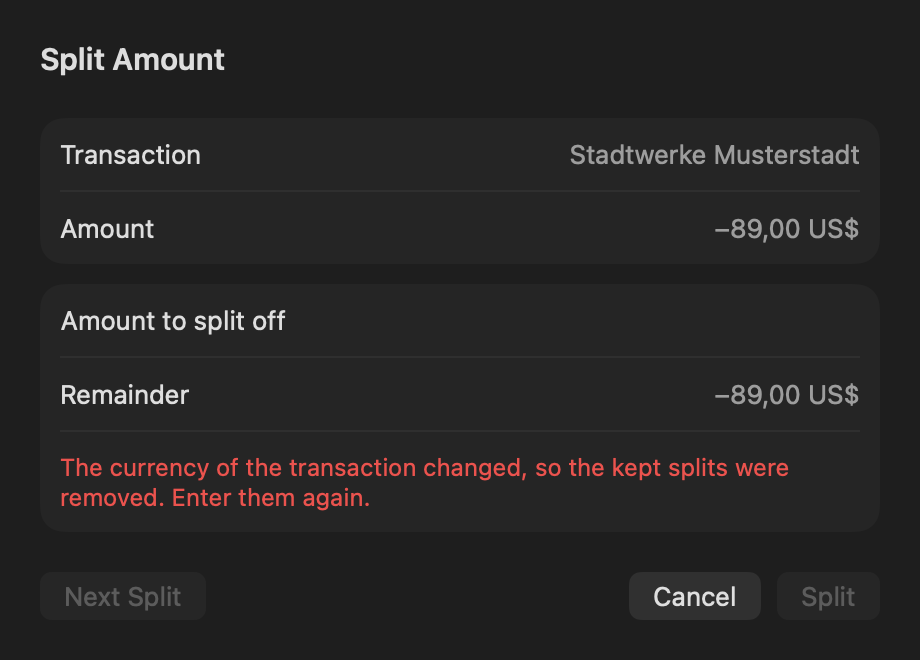 Split Amount
Transaction Stadtwerke Musterstadt
Amount –89,00 US$
Amount to split off
Remainder –89,00 US$
The currency of the transaction changed, so the kept splits were
removed. Enter them again.
Next Split Cancel Split